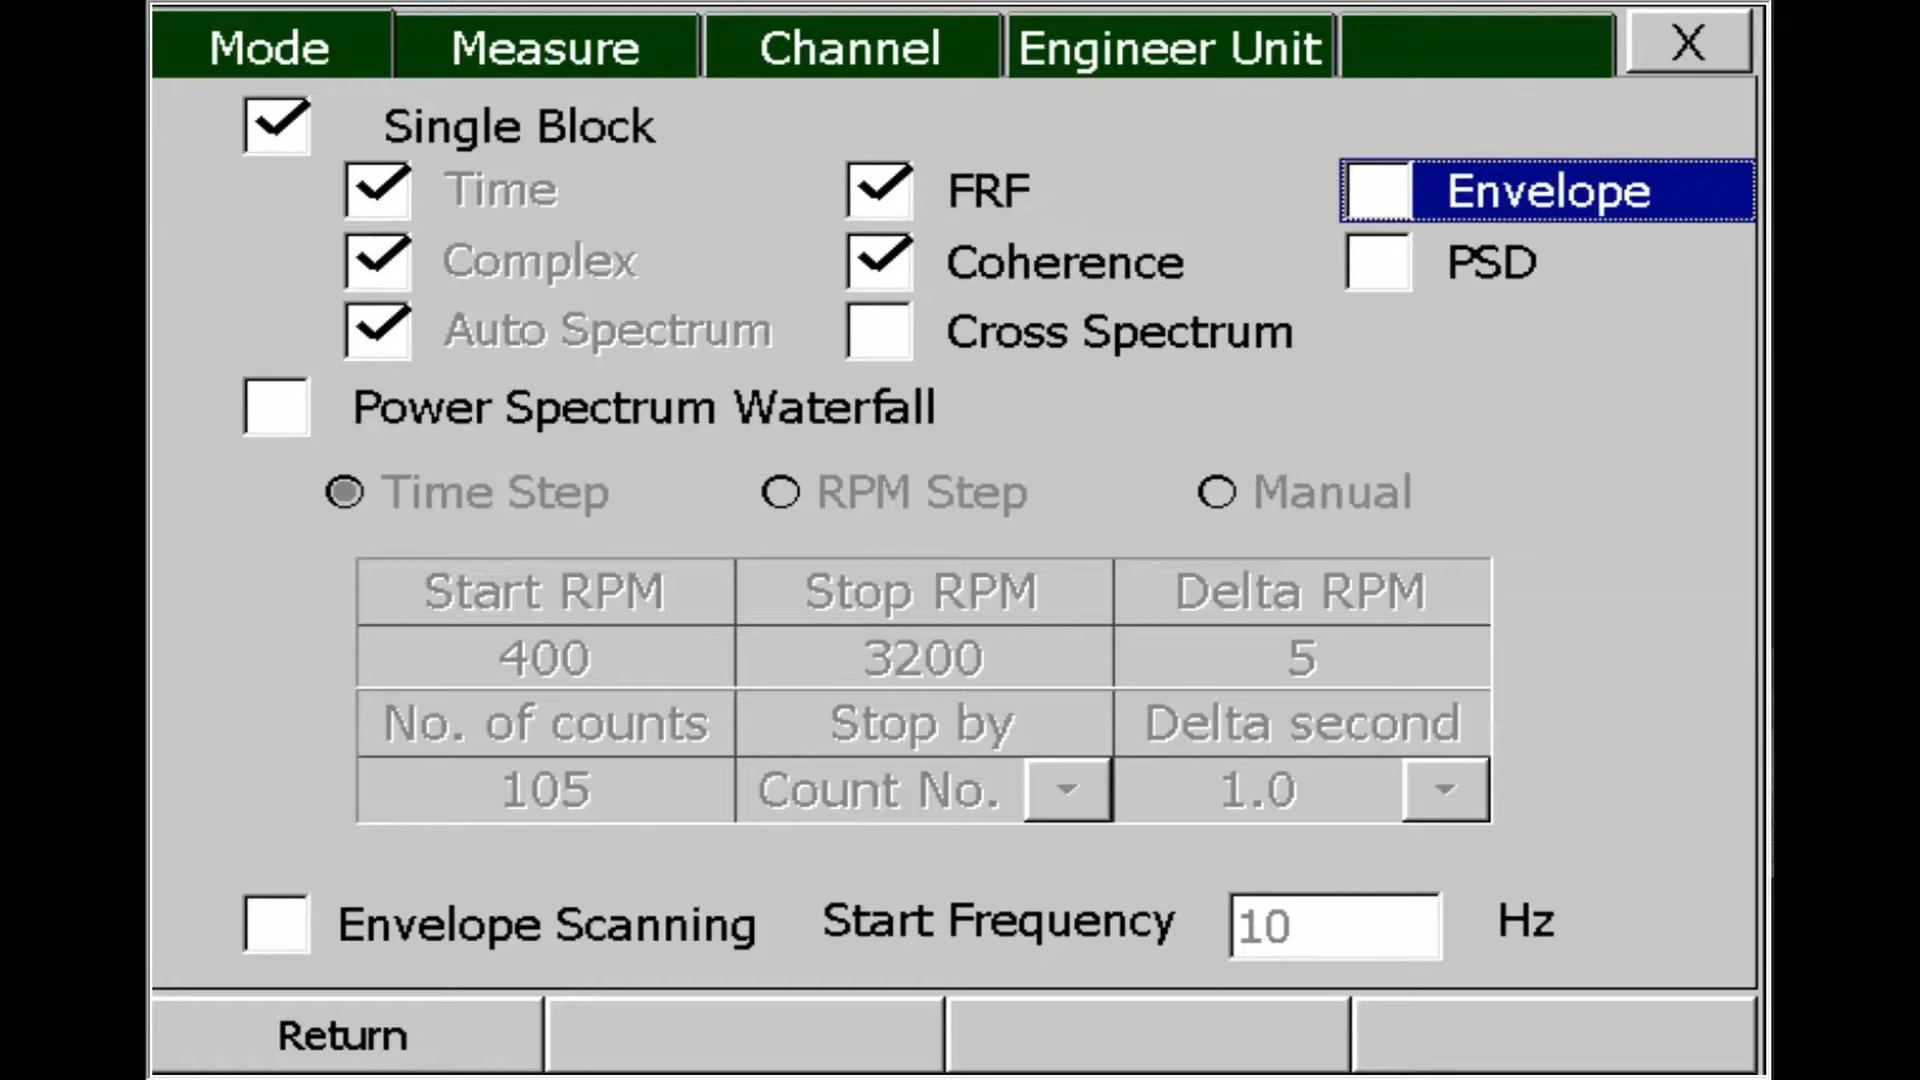 Mode Measure Channel Engineer Unit X
Single Block
Time FRF Envelope
Complex Coherence PSD
Auto Spectrum Cross Spectrum
Power Spectrum Waterfall
Time Step RPM Step Manual
Start RPM Stop RPM Delta RPM
400 3200 5
No. of counts Stop by Delta second
105 Count No. 1.0
Envelope Scanning Start Frequency 10 Hz
Return